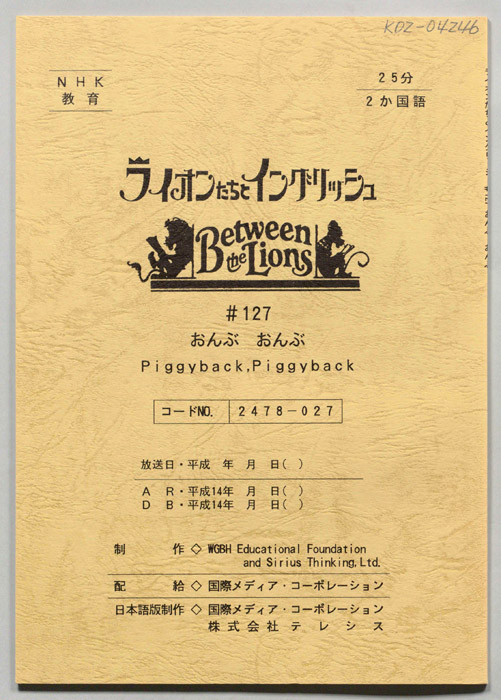 KDZ-04246
NHK
教育
25分
2か国語
ライオンたちとイングリッシュ
Between
the Lions
#127
おんぶ おんぶ
Piggyback,Piggyback
コードNO. 2478-027
放送日・平成 年 月 日( )
A R・平成14年 月 日( )
D B・平成14年 月 日( )
制 作◇WGBH Educational Foundation
and Sirius Thinking,Ltd.
配 給◇国際メディア・コーポレーション
日本語版制作◇国際メディア・コーポレーション
株式会社テレシス